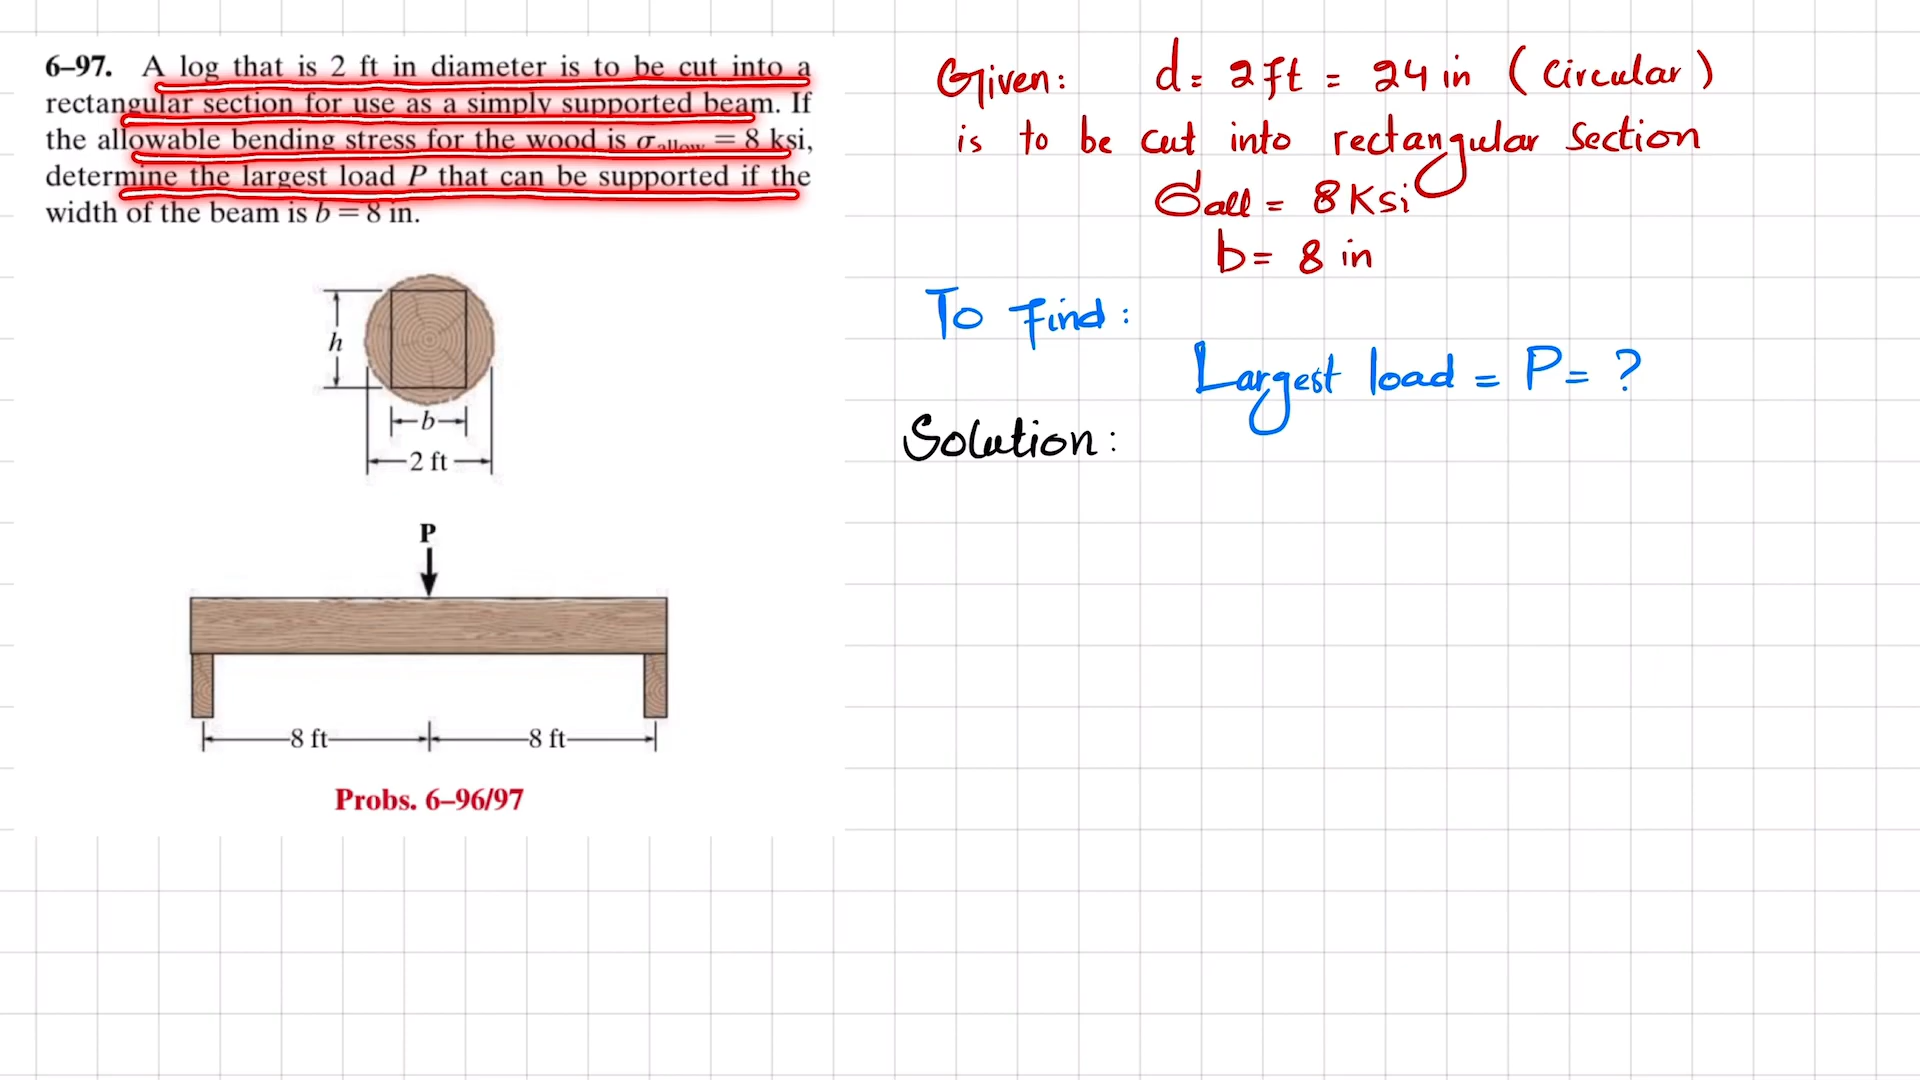 6–97. A log that is 2 ft in diameter is to be cut into a
rectangular section for use as a simply supported beam. If
the allowable bending stress for the wood is σallow = 8 ksi,
determine the largest load P that can be supported if the
width of the beam is b = 8 in.
h
b
2 ft
P
8 ft
8 ft
Probs. 6–96/97
Given: d = 2ft = 24 in (Circular)
is to be cut into rectangular section
σall = 8 Ksi
b = 8 in
To Find:
Largest load = P = ?
Solution: